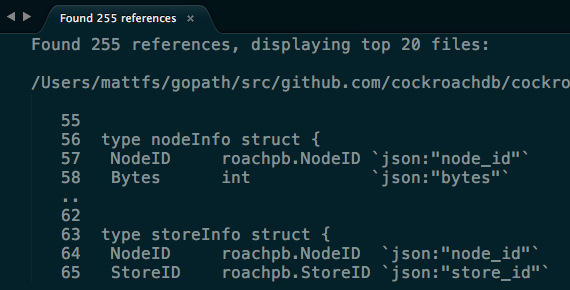 Found 255 references ×
Found 255 references, displaying top 20 files:
/Users/mattfs/gopath/src/github.com/cockroachdb/cockro
55
56 type nodeInfo struct {
57 NodeID roachpb.NodeID `json:"node_id"`
58 Bytes int `json:"bytes"`
..
62
63 type storeInfo struct {
64 NodeID roachpb.NodeID `json:"node_id"`
65 StoreID roachpb.StoreID `json:"store_id"`